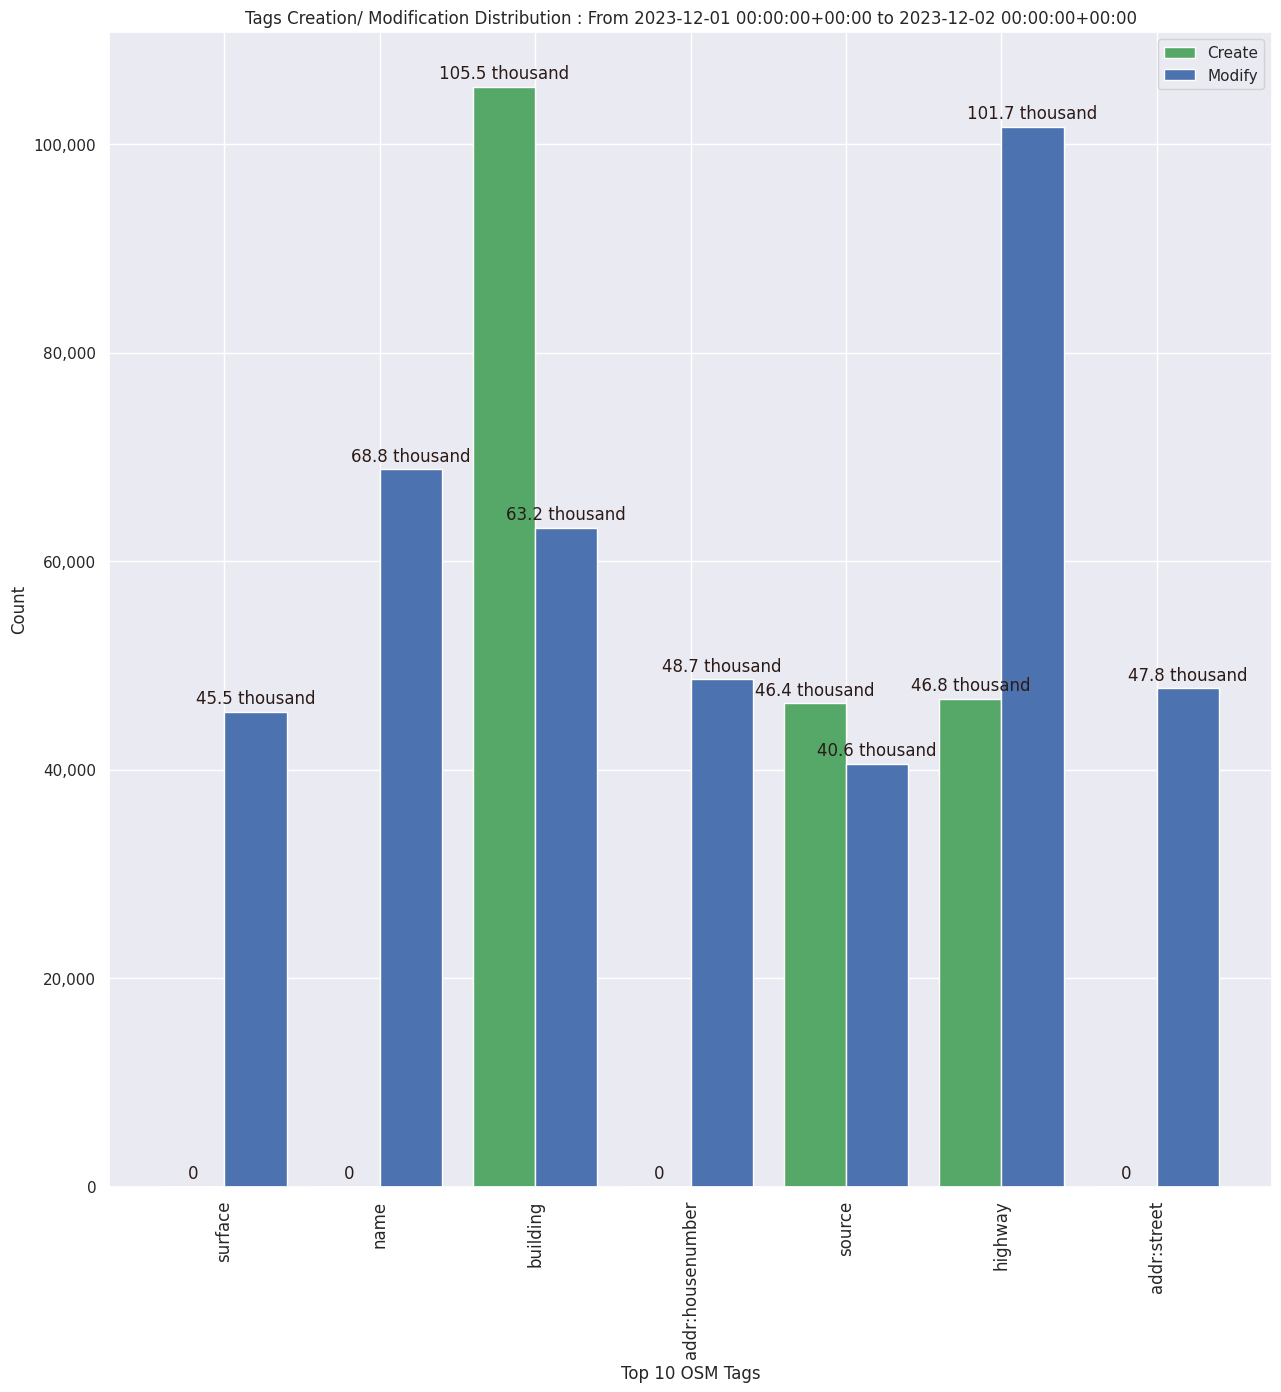 Tags Creation/ Modification Distribution : From 2023-12-01 00:00:00+00:00 to 2023-12-02 00:00:00+00:00
Create
Modify
105.5 thousand
101.7 thousand
68.8 thousand
63.2 thousand
48.7 thousand
46.4 thousand
46.8 thousand
47.8 thousand
45.5 thousand
40.6 thousand
0
0
0
0
100,000
80,000
60,000
40,000
20,000
0
Count
surface
name
building
addr:housenumber
source
highway
addr:street
Top 10 OSM Tags